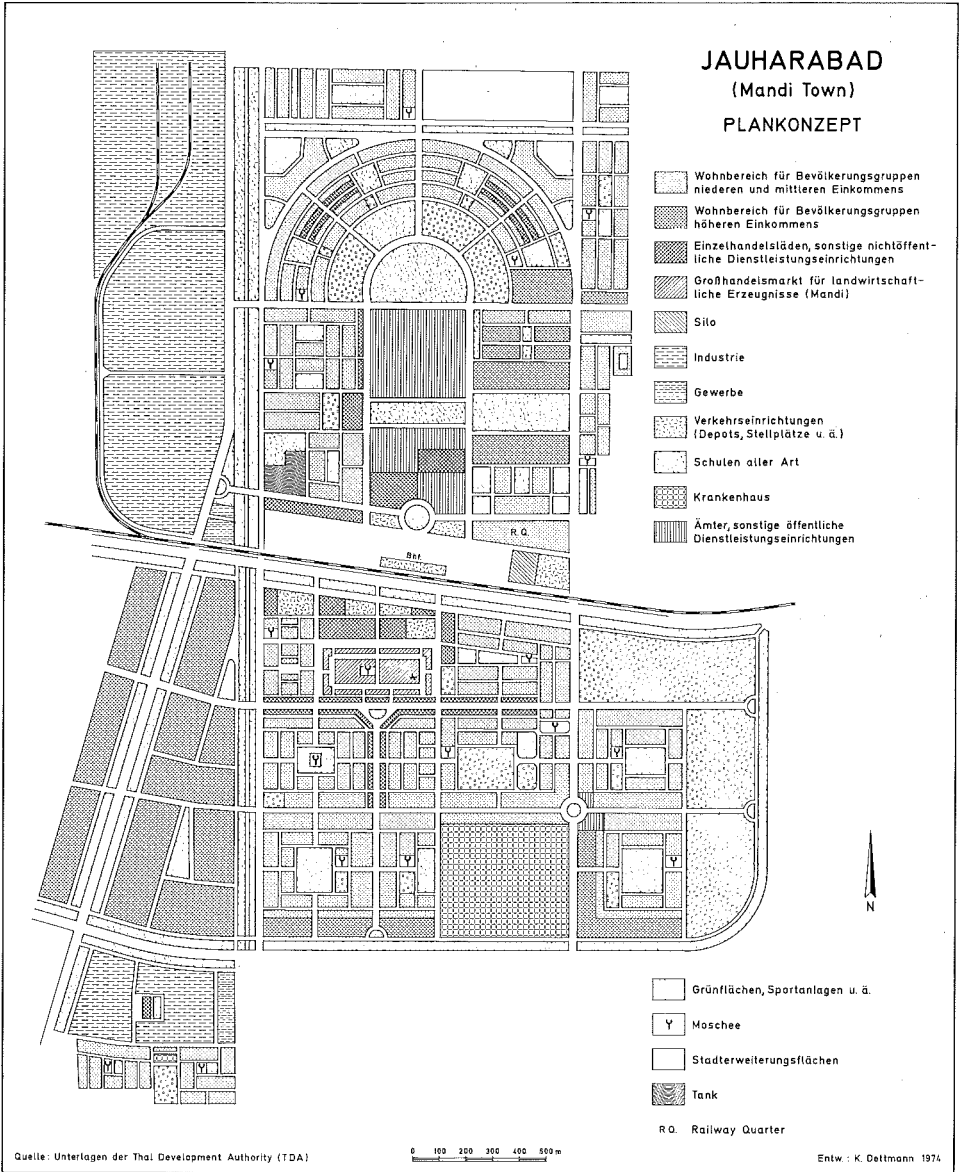 JAUHARABAD
(Mandi Town)
PLANKONZEPT
Wohnbereich für Bevölkerungsgruppen
niederen und mittleren Einkommens
Wohnbereich für Bevölkerungsgruppen
höheren Einkommens
Einzelhandelsläden, sonstige nichtöffent-
liche Dienstleistungseinrichtungen
Großhandelsmarkt für landwirtschaft-
liche Erzeugnisse (Mandi)
Silo
Industrie
Gewerbe
Verkehrseinrichtungen
(Depots, Stellplätze u. ä.)
Schulen aller Art
Krankenhaus
Ämter, sonstige öffentliche
Dienstleistungseinrichtungen
R.Q.
Bhf.
N
Grünflächen, Sportanlagen u. ä.
Moschee
Stadterweiterungsflächen
Tank
R.Q. Railway Quarter
Quelle: Unterlagen der Thal Development Authority (TDA)
0 100 200 300 400 500 m
Entw.: K. Dettmann 1974